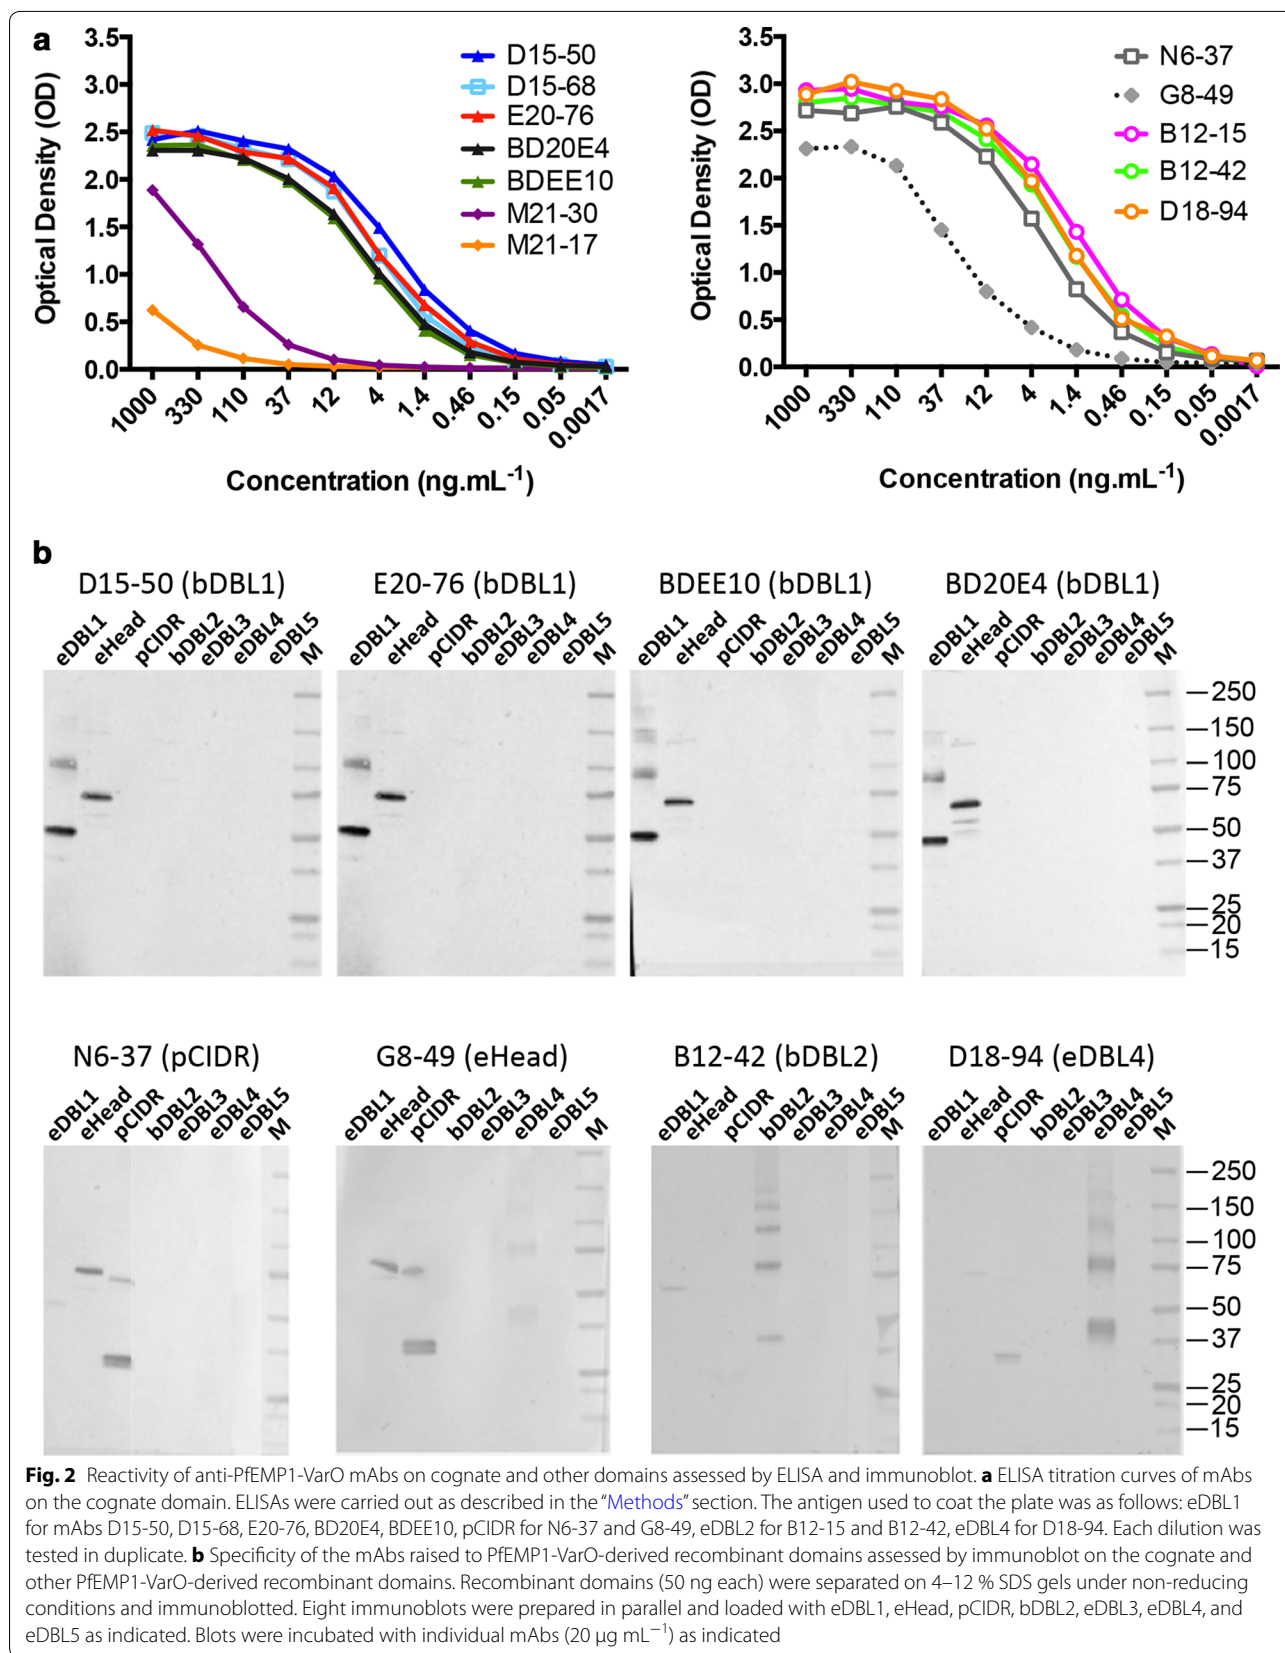 a
3.5
3.0
2.5
2.0
1.5
1.0
0.5
0.0
Optical Density (OD)
D15-50
D15-68
E20-76
BD20E4
BDEE10
M21-30
M21-17
1000 330 110 37 12 4 1.4 0.46 0.15 0.05 0.0017
Concentration (ng.mL-1)
3.5
3.0
2.5
2.0
1.5
1.0
0.5
0.0
Optical Density (OD)
N6-37
G8-49
B12-15
B12-42
D18-94
1000 330 110 37 12 4 1.4 0.46 0.15 0.05 0.0017
Concentration (ng.mL-1)
b
D15-50 (bDBL1)
eDBL1 eHead pCIDR bDBL2 eDBL3 eDBL4 eDBL5 M
E20-76 (bDBL1)
eDBL1 eHead pCIDR bDBL2 eDBL3 eDBL4 eDBL5 M
BDEE10 (bDBL1)
eDBL1 eHead pCIDR bDBL2 eDBL3 eDBL4 eDBL5 M
BD20E4 (bDBL1)
eDBL1 eHead pCIDR bDBL2 eDBL3 eDBL4 eDBL5 M
250
150
100
75
50
37
25
20
15
N6-37 (pCIDR)
eDBL1 eHead pCIDR bDBL2 eDBL3 eDBL4 eDBL5 M
G8-49 (eHead)
eDBL1 eHead pCIDR bDBL2 eDBL3 eDBL4 eDBL5 M
B12-42 (bDBL2)
eDBL1 eHead pCIDR bDBL2 eDBL3 eDBL4 eDBL5 M
D18-94 (eDBL4)
eDBL1 eHead pCIDR bDBL2 eDBL3 eDBL4 eDBL5 M
250
150
100
75
50
37
25
20
15
Fig. 2 Reactivity of anti-PfEMP1-VarO mAbs on cognate and other domains assessed by ELISA and immunoblot. a ELISA titration curves of mAbs
on the cognate domain. ELISAs were carried out as described in the “Methods” section. The antigen used to coat the plate was as follows: eDBL1
for mAbs D15-50, D15-68, E20-76, BD20E4, BDEE10, pCIDR for N6-37 and G8-49, eDBL2 for B12-15 and B12-42, eDBL4 for D18-94. Each dilution was
tested in duplicate. b Specificity of the mAbs raised to PfEMP1-VarO-derived recombinant domains assessed by immunoblot on the cognate and
other PfEMP1-VarO-derived recombinant domains. Recombinant domains (50 ng each) were separated on 4–12 % SDS gels under non-reducing
conditions and immunoblotted. Eight immunoblots were prepared in parallel and loaded with eDBL1, eHead, pCIDR, bDBL2, eDBL3, eDBL4, and
eDBL5 as indicated. Blots were incubated with individual mAbs (20 µg mL−1) as indicated